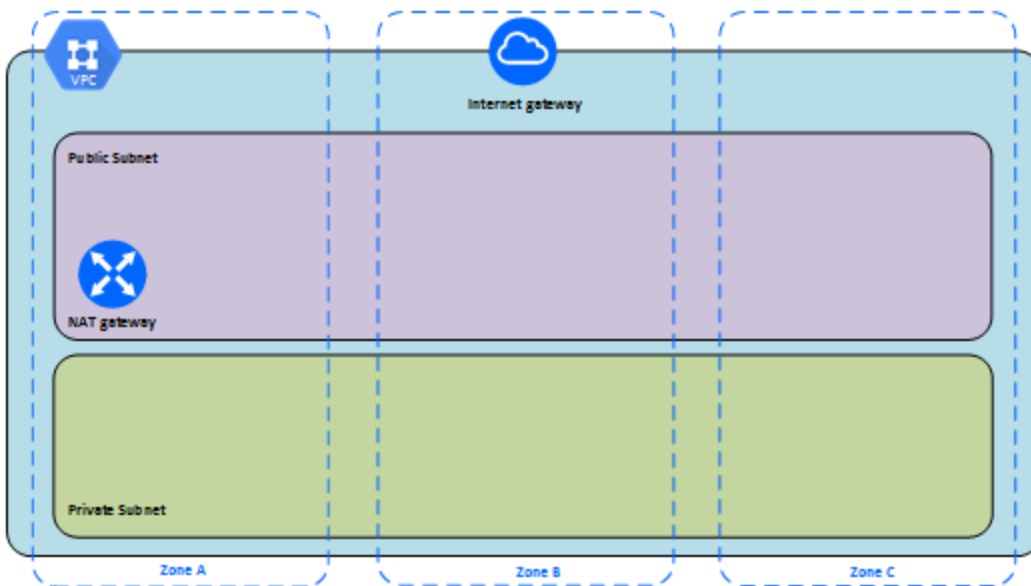 VPC
Internet gateway
Public Subnet
NAT gateway
Private Subnet
Zone A
Zone B
Zone C